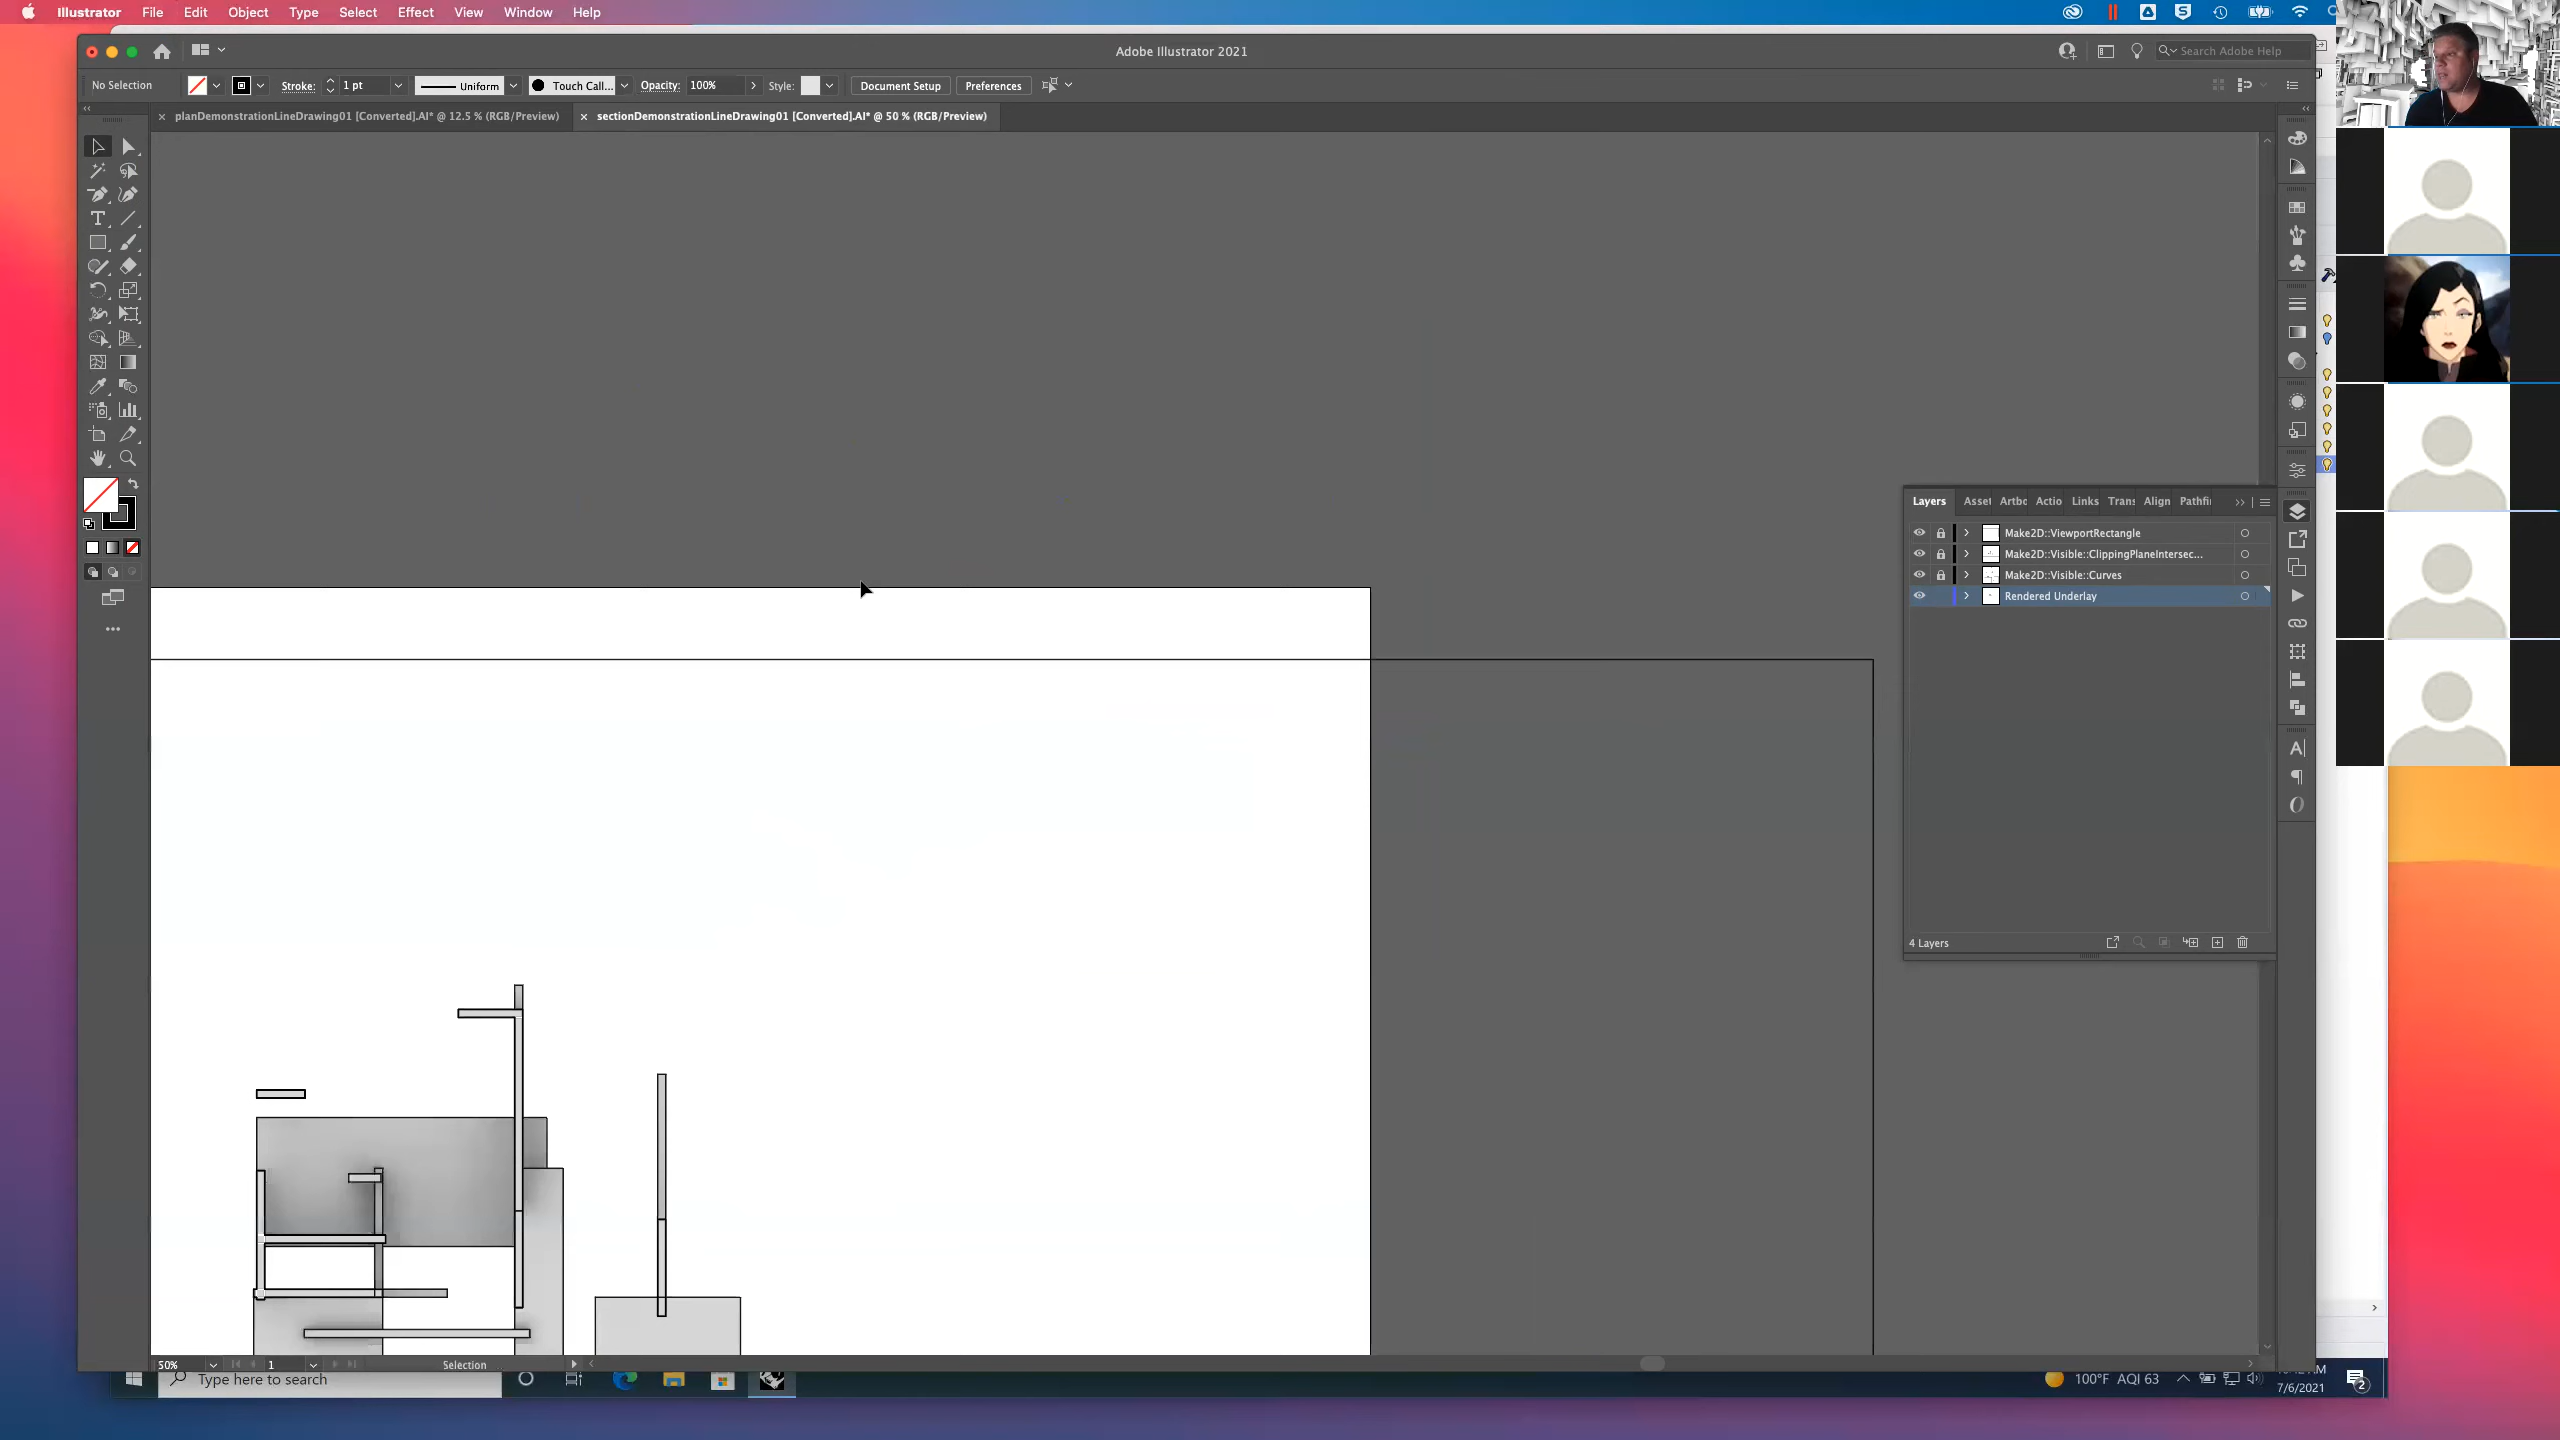 Illustrator File Edit Object Type Select Effect View Window Help
Adobe Illustrator 2021
Search Adobe Help
No Selection Stroke: 1 pt Uniform Touch Call... Opacity: 100% Style: Document Setup Preferences
planDemonstrationLineDrawing01 [Converted].AI* @ 12.5 % (RGB/Preview) sectionDemonstrationLineDrawing01 [Converted].AI* @ 50 % (RGB/Preview)
Layers Asset Artbo Actio Links Trans Align Pathfi
Make2D::ViewportRectangle
Make2D::Visible::ClippingPlaneIntersec...
Make2D::Visible::Curves
Rendered Underlay
4 Layers
50% 1 Selection
Type here to search
100°F AQI 63
7/6/2021
2